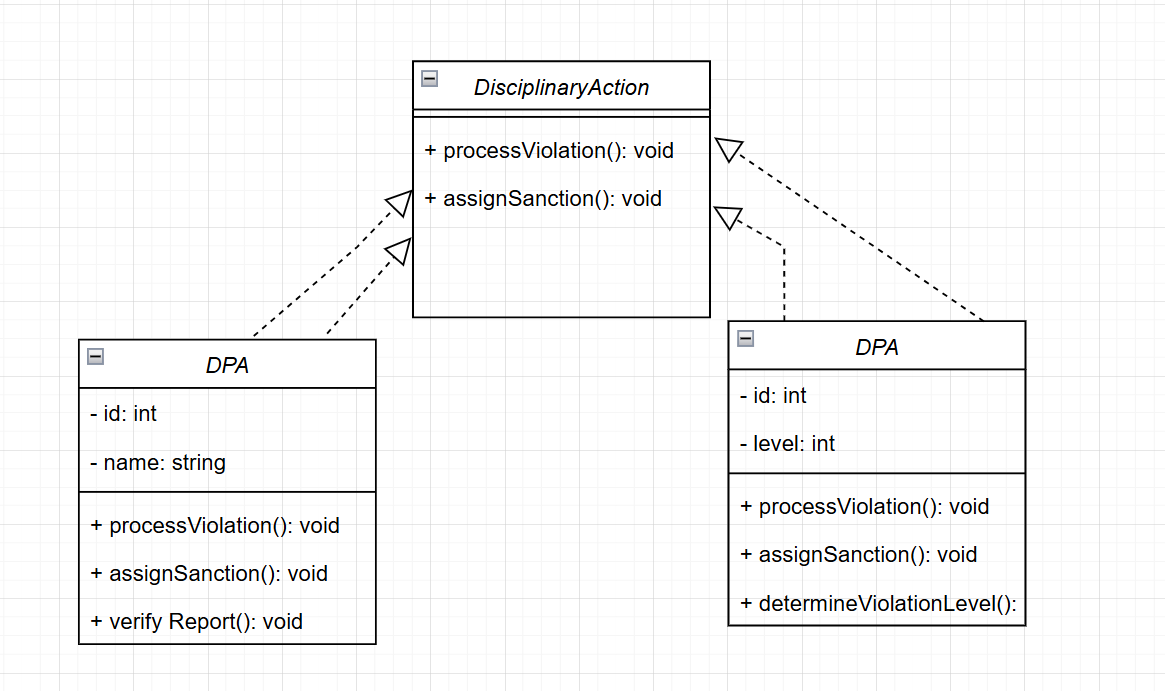 DisciplinaryAction
+ processViolation(): void
+ assignSanction(): void
DPA
- id: int
- name: string
+ processViolation(): void
+ assignSanction(): void
+ verify Report(): void
DPA
- id: int
- level: int
+ processViolation(): void
+ assignSanction(): void
+ determineViolationLevel():